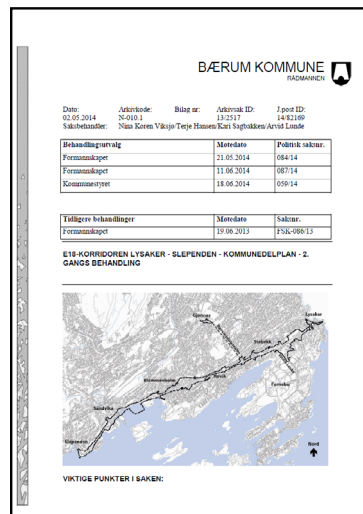 BÆRUM KOMMUNE
RÅDMANNEN
Dato: Arkivkode: Bilag nr: Arkivsak ID: J.post ID:
02.05.2014 N-010.1 13/2517 14/82169
Saksbehandler: Nina Koren Viksjø/Terje Hansen/Kari Sagbakken/Arvid Lunde
Behandlingsutvalg Møtedato Politisk saksnr.
Formannskapet 21.05.2014 084/14
Formannskapet 11.06.2014 087/14
Kommunestyret 18.06.2014 059/14
Tidligere behandlinger Møtedato Saksnr.
Formannskapet 19.06.2013 FSK-086/13
E18-KORRIDOREN LYSAKER - SLEPENDEN - KOMMUNEDELPLAN - 2.
GANGS BEHANDLING
Lysaker
Gjønnes
Stabekk
Høvik
Blommenholm
Fornebu
Sandvika
Slependen
Nord
VIKTIGE PUNKTER I SAKEN: